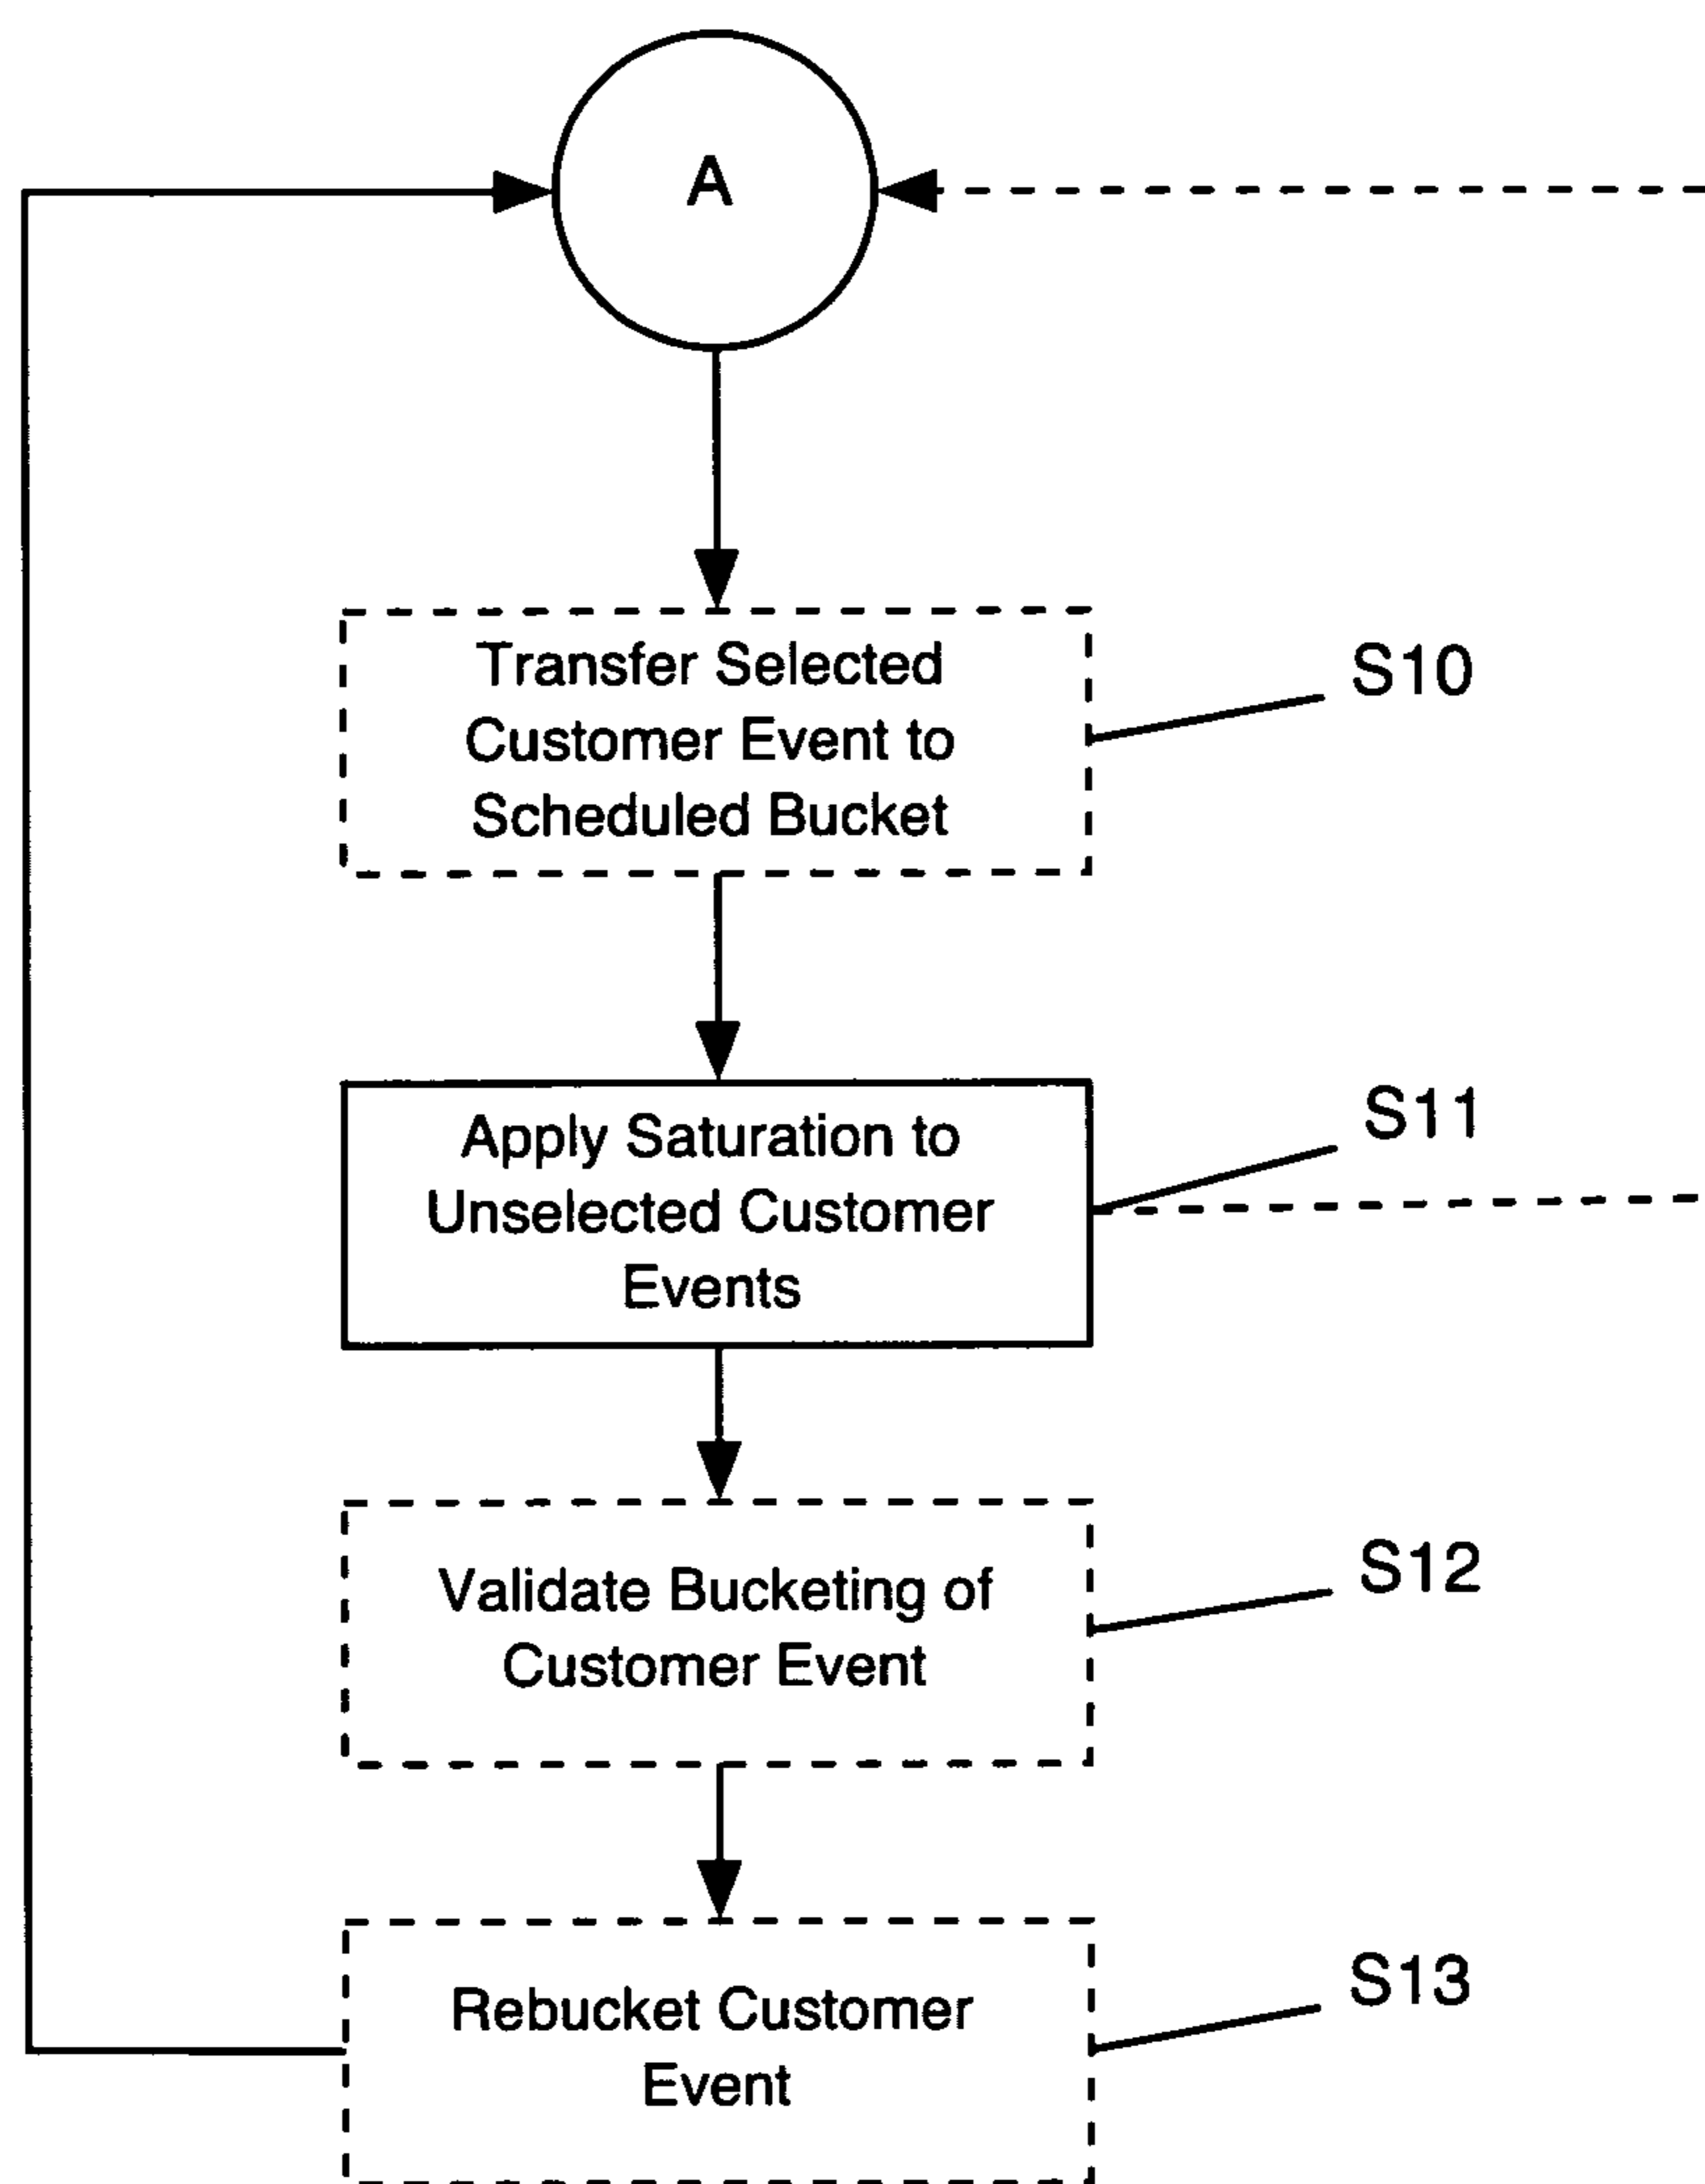 A
Transfer Selected
Customer Event to
Scheduled Bucket
S10
Apply Saturation to
Unselected Customer
Events
S11
Validate Bucketing of
Customer Event
S12
Rebucket Customer
Event
S13